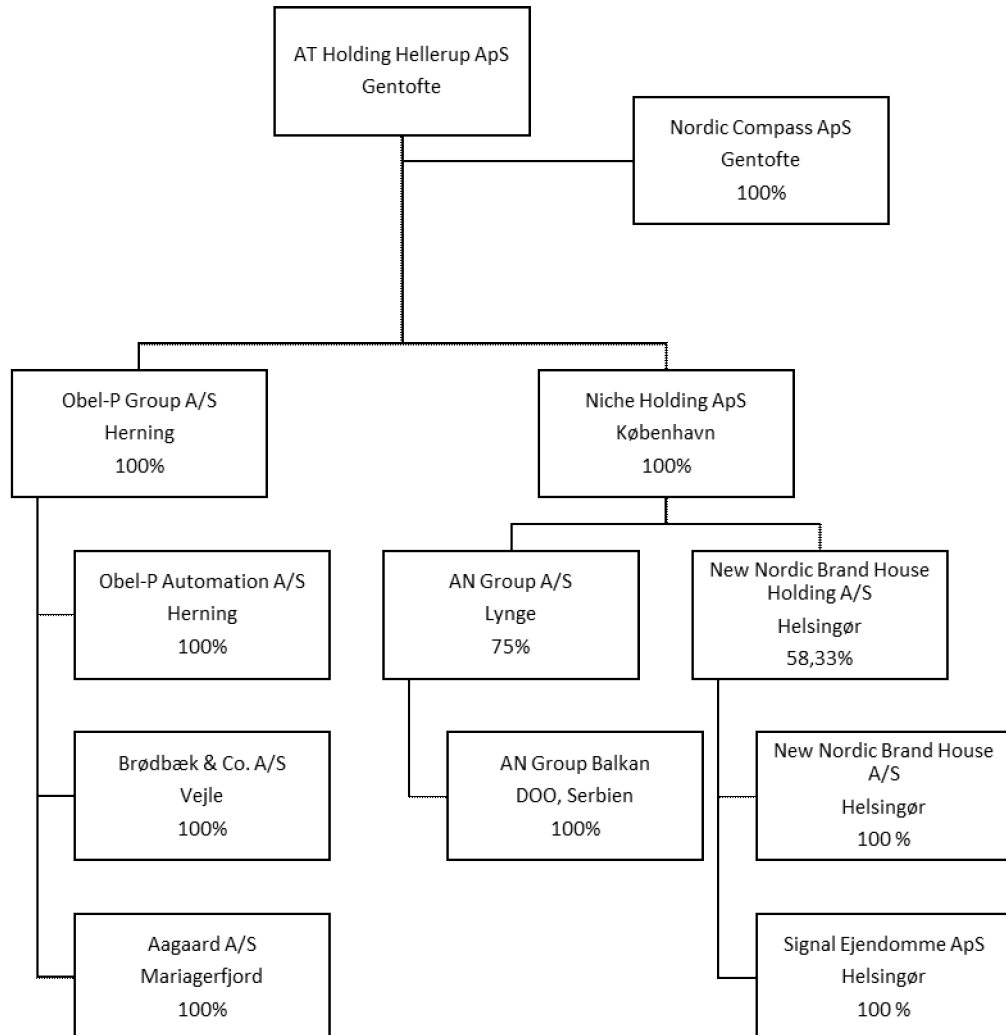 AT Holding Hellerup ApS
Gentofte
Nordic Compass ApS
Gentofte
100%
Obel-P Group A/S
Herning
100%
Niche Holding ApS
København
100%
Obel-P Automation A/S
Herning
100%
AN Group A/S
Lynge
75%
New Nordic Brand House
Holding A/S
Helsingør
58,33%
Brødbæk & Co. A/S
Vejle
100%
AN Group Balkan
DOO, Serbien
100%
New Nordic Brand House
A/S
Helsingør
100 %
Aagaard A/S
Mariagerfjord
100%
Signal Ejendomme ApS
Helsingør
100 %